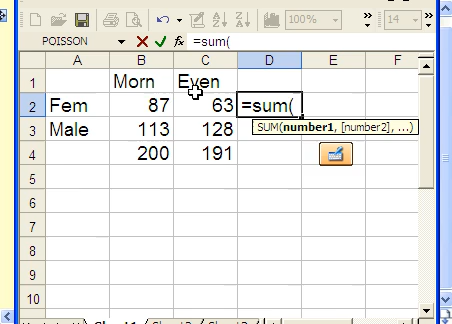 100% 14
POISSON =sum(
A B C D E F
1 Morn Even
2 Fem 87 63 =sum(
3 Male 113 128 SUM(number1, [number2], ...)
4 200 191
5
6
7
8
9
10